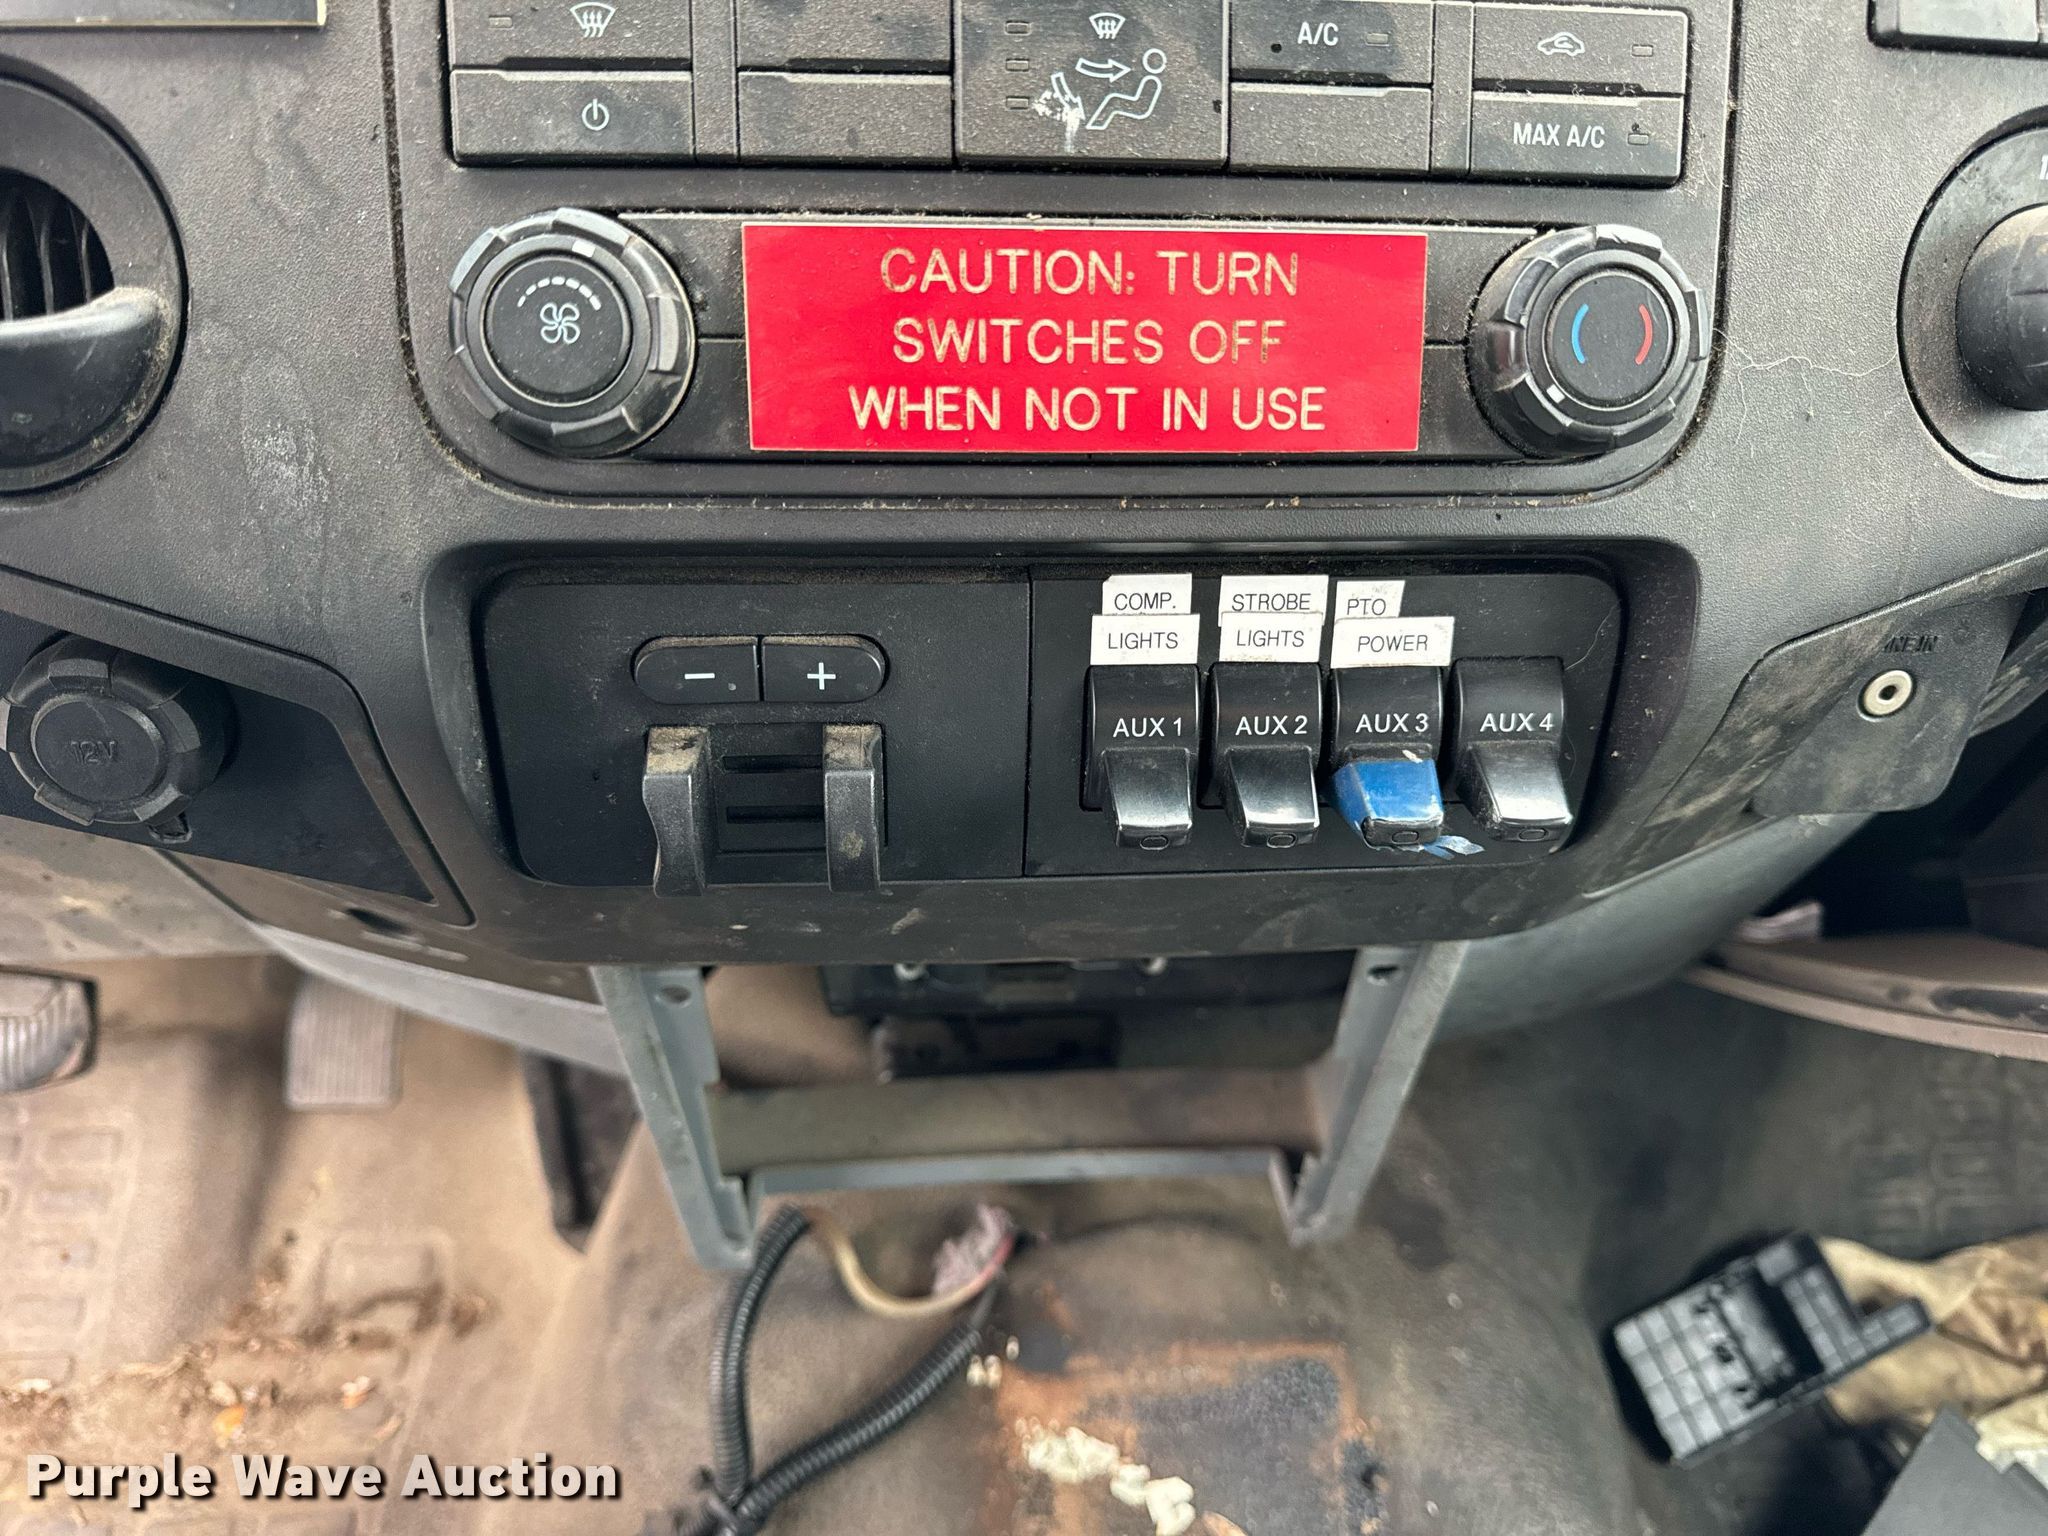 A/C
MAX A/C
CAUTION: TURN
SWITCHES OFF
WHEN NOT IN USE
COMP.
LIGHTS
STROBE
LIGHTS
PTO
POWER
AUX 1
AUX 2
AUX 3
AUX 4
12V
Purple Wave Auction